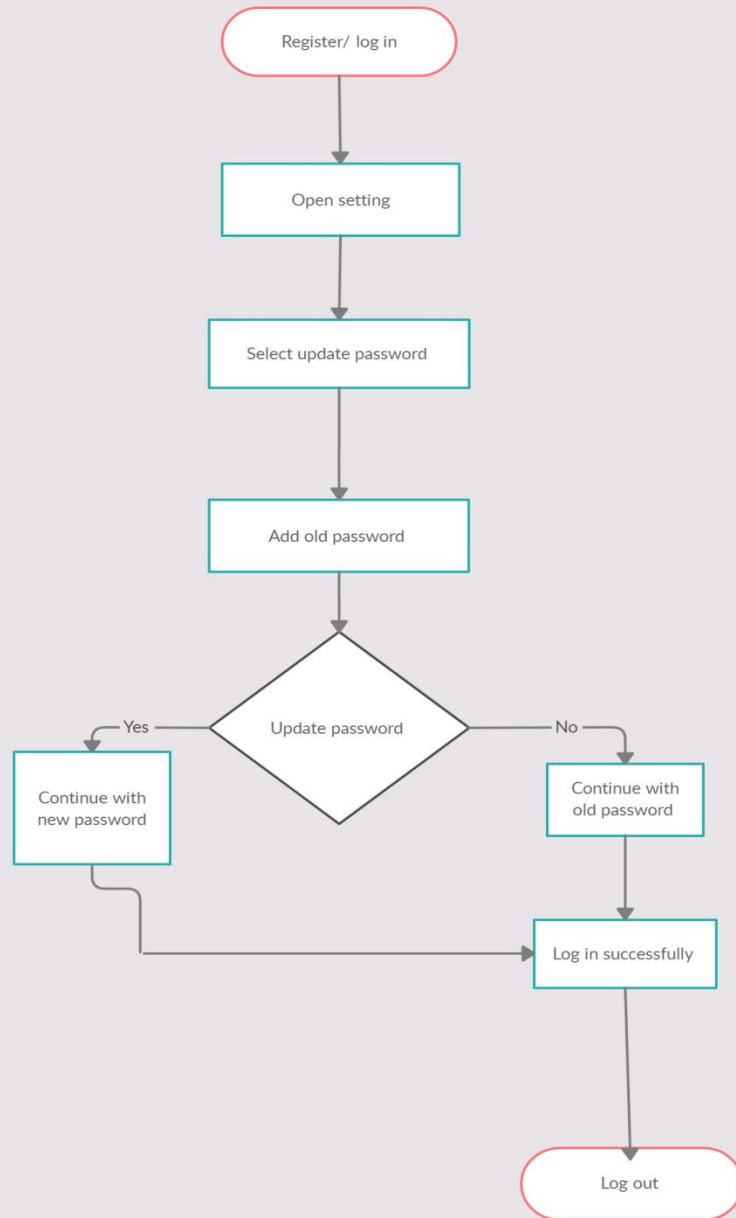 Register/ log in
Open setting
Select update password
Add old password
Update password
Yes
No
Continue with
new password
Continue with
old password
Log in successfully
Log out